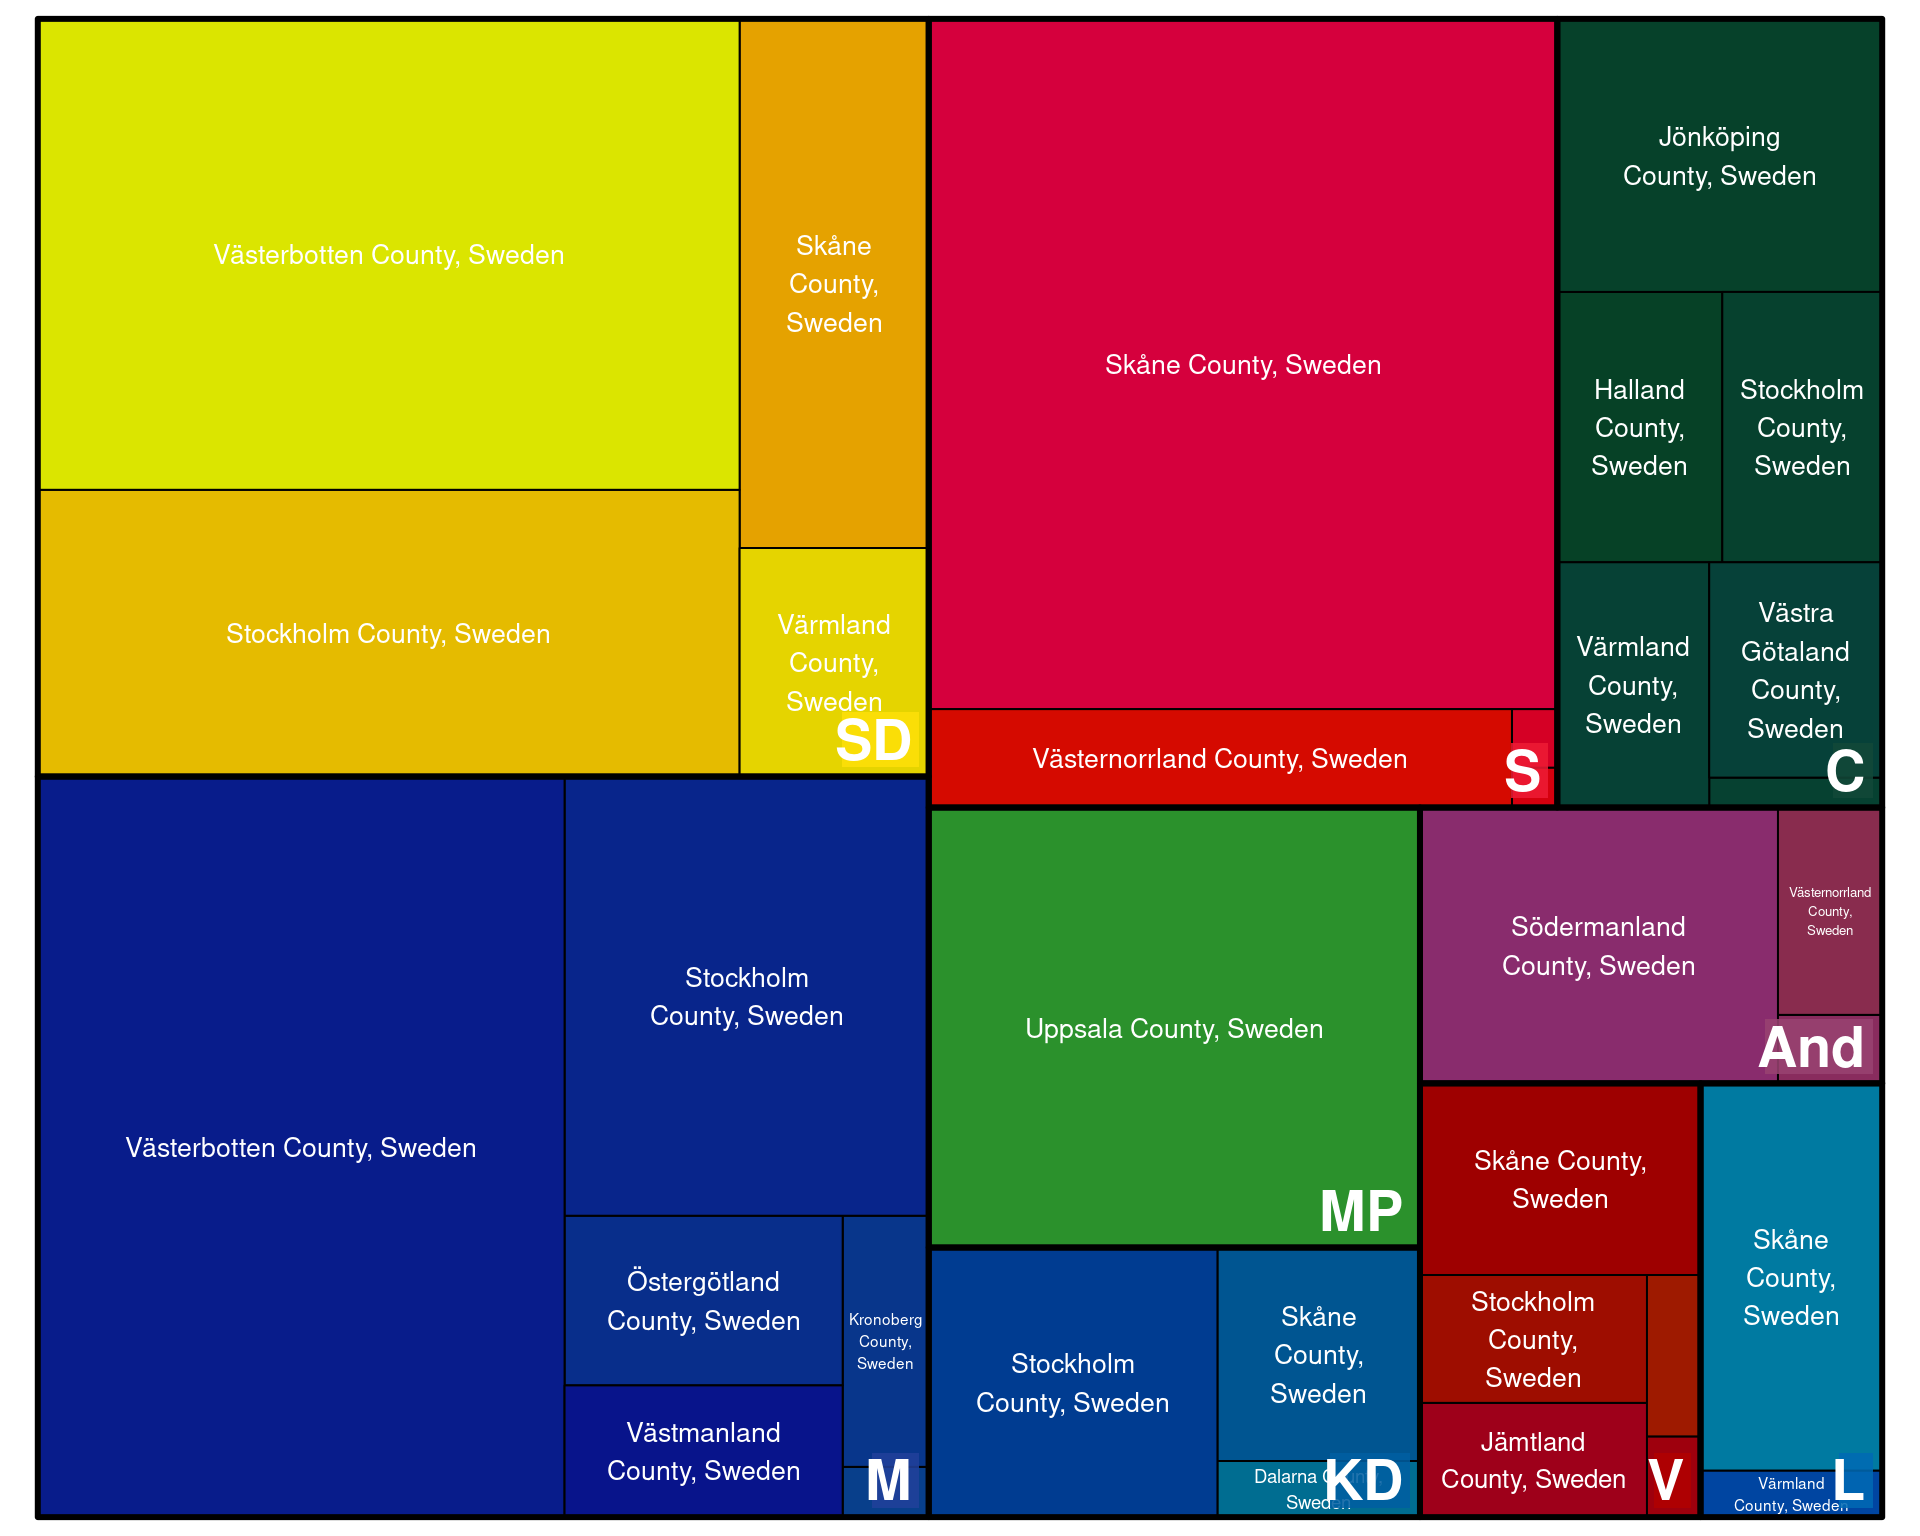 Västerbotten County, Sweden
Skåne
County,
Sweden
Stockholm County, Sweden
Värmland
County,
Sweden
SD
Skåne County, Sweden
Västernorrland County, Sweden
S
Jönköping
County, Sweden
Halland
County,
Sweden
Stockholm
County,
Sweden
Värmland
County,
Sweden
Västra
Götaland
County,
Sweden
C
Västerbotten County, Sweden
Stockholm
County, Sweden
Östergötland
County, Sweden
Kronoberg
County,
Sweden
Västmanland
County, Sweden
M
Uppsala County, Sweden
MP
Södermanland
County, Sweden
Västernorrland
County,
Sweden
And
Stockholm
County, Sweden
Skåne
County,
Sweden
Dalarna County,
Sweden
KD
Skåne County,
Sweden
Stockholm
County,
Sweden
Jämtland
County, Sweden
V
Skåne
County,
Sweden
Värmland
County, Sweden
L